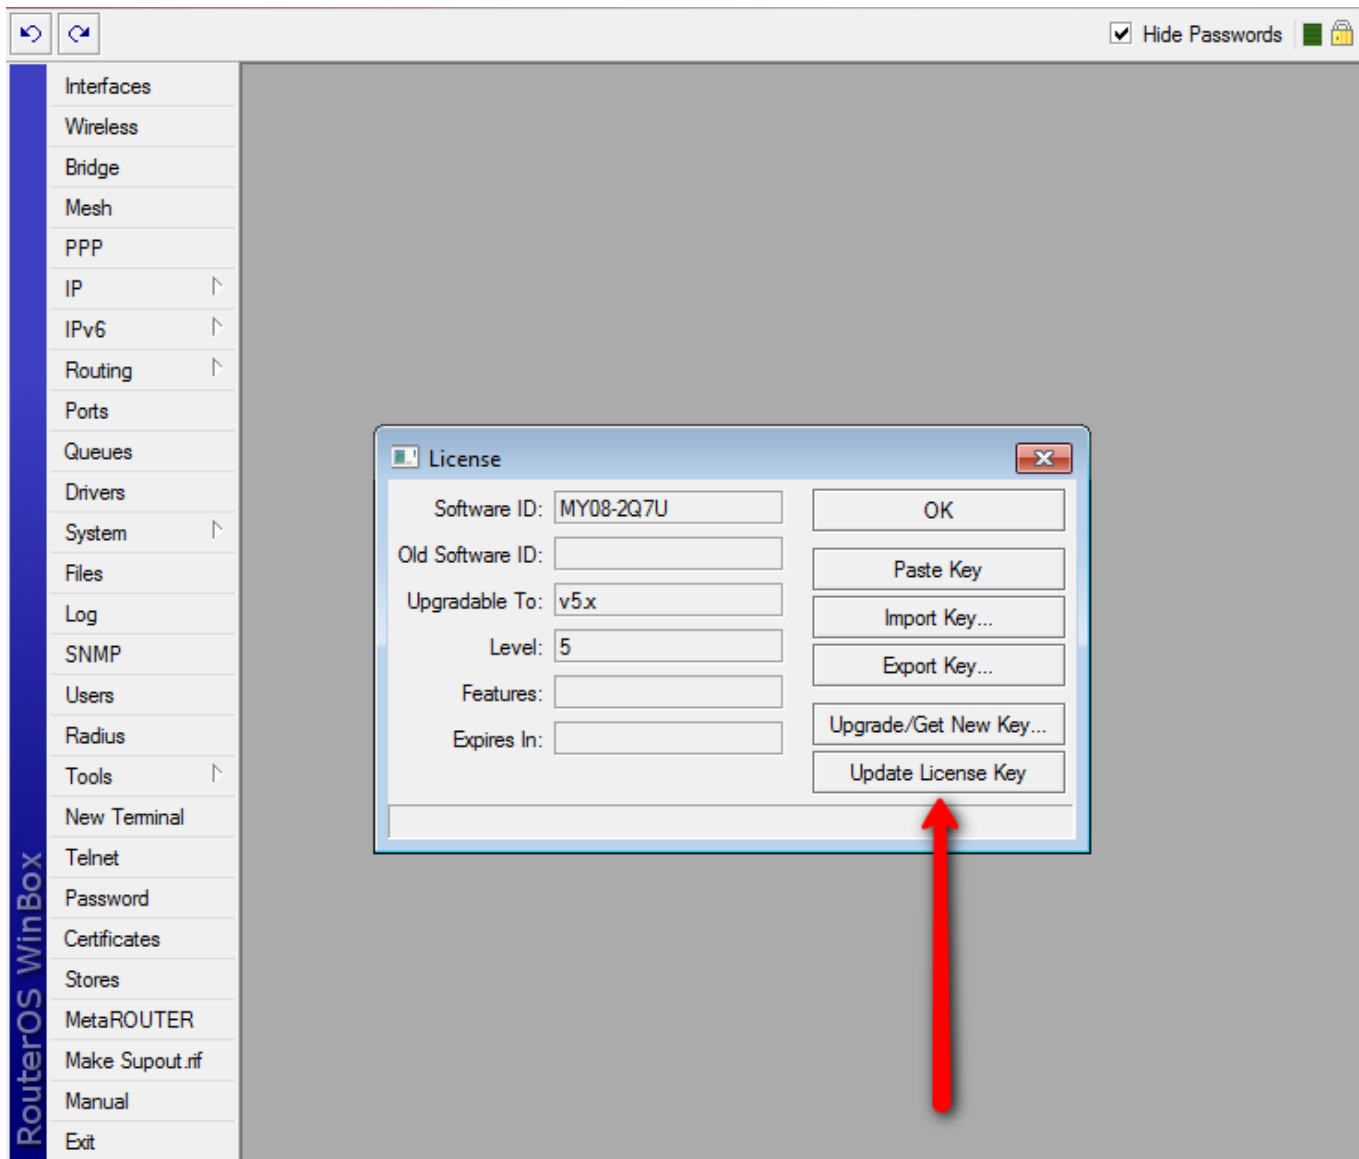 Hide Passwords
Interfaces
Wireless
Bridge
Mesh
PPP
IP
IPv6
Routing
Ports
Queues
Drivers
System
Files
Log
SNMP
Users
Radius
Tools
New Terminal
Telnet
Password
Certificates
Stores
MetaROUTER
Make Supout.rif
Manual
Exit
RouterOS WinBox
License
Software ID: MY08-2Q7U
Old Software ID:
Upgradable To: v5.x
Level: 5
Features:
Expires In:
OK
Paste Key
Import Key...
Export Key...
Upgrade/Get New Key...
Update License Key